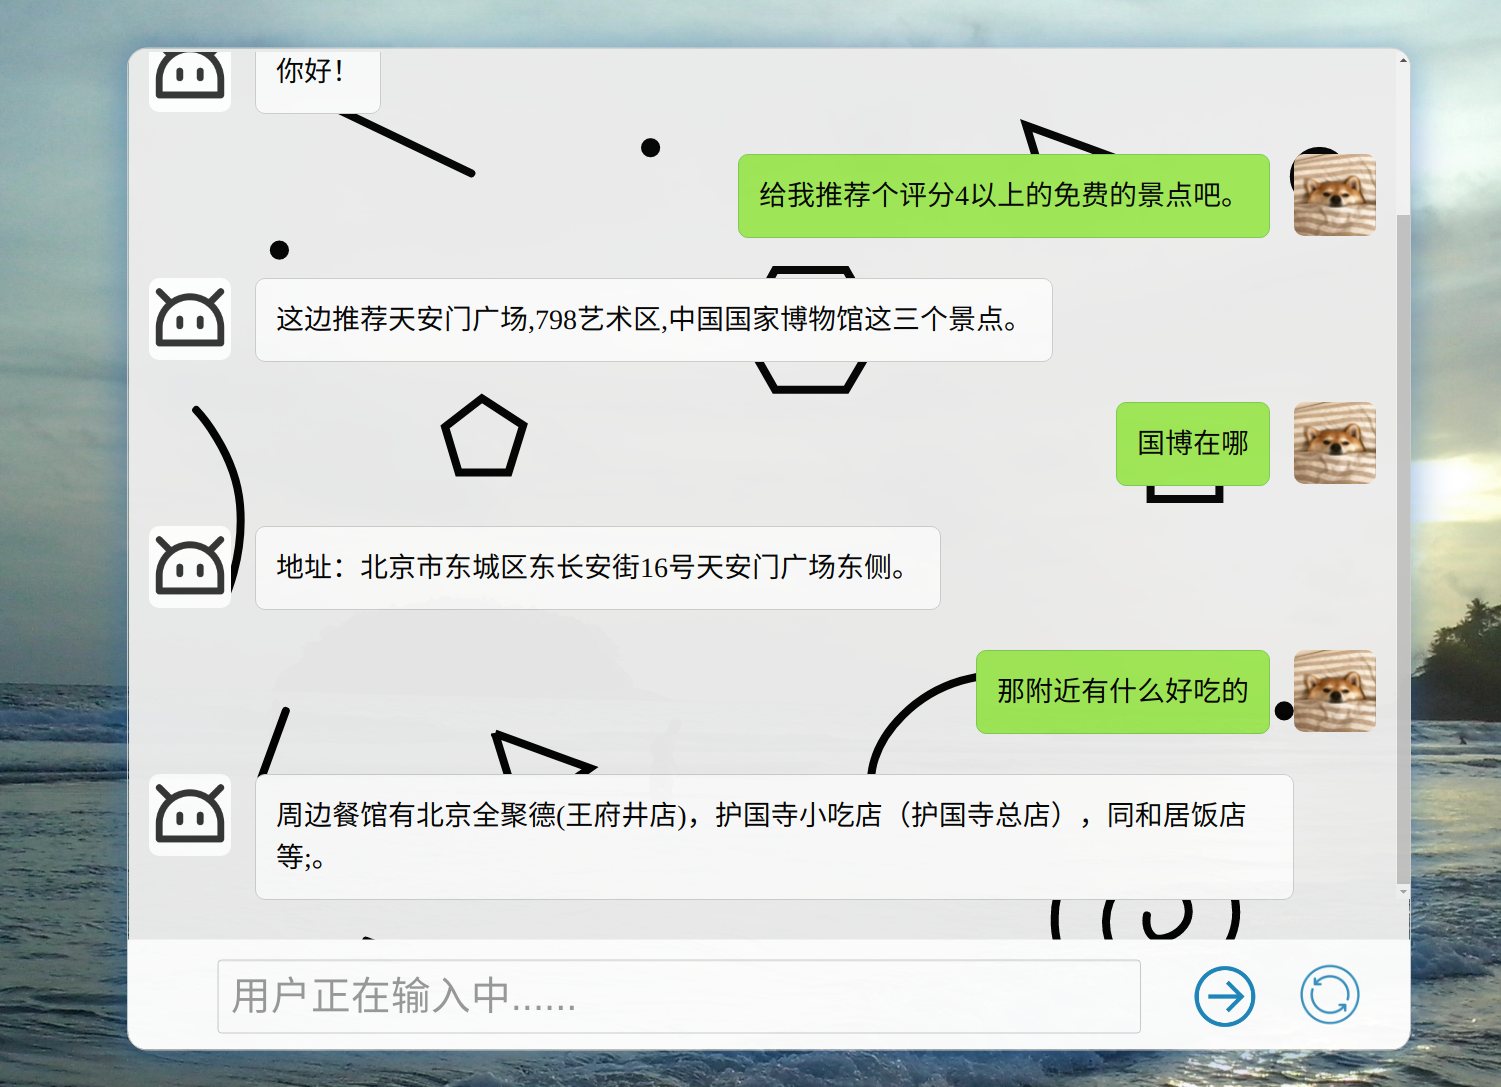 你好！
给我推荐个评分4以上的免费的景点吧。
这边推荐天安门广场,798艺术区,中国国家博物馆这三个景点。
国博在哪
地址：北京市东城区东长安街16号天安门广场东侧。
那附近有什么好吃的
周边餐馆有北京全聚德(王府井店)，护国寺小吃店（护国寺总店），同和居饭店
等;。
用户正在输入中......